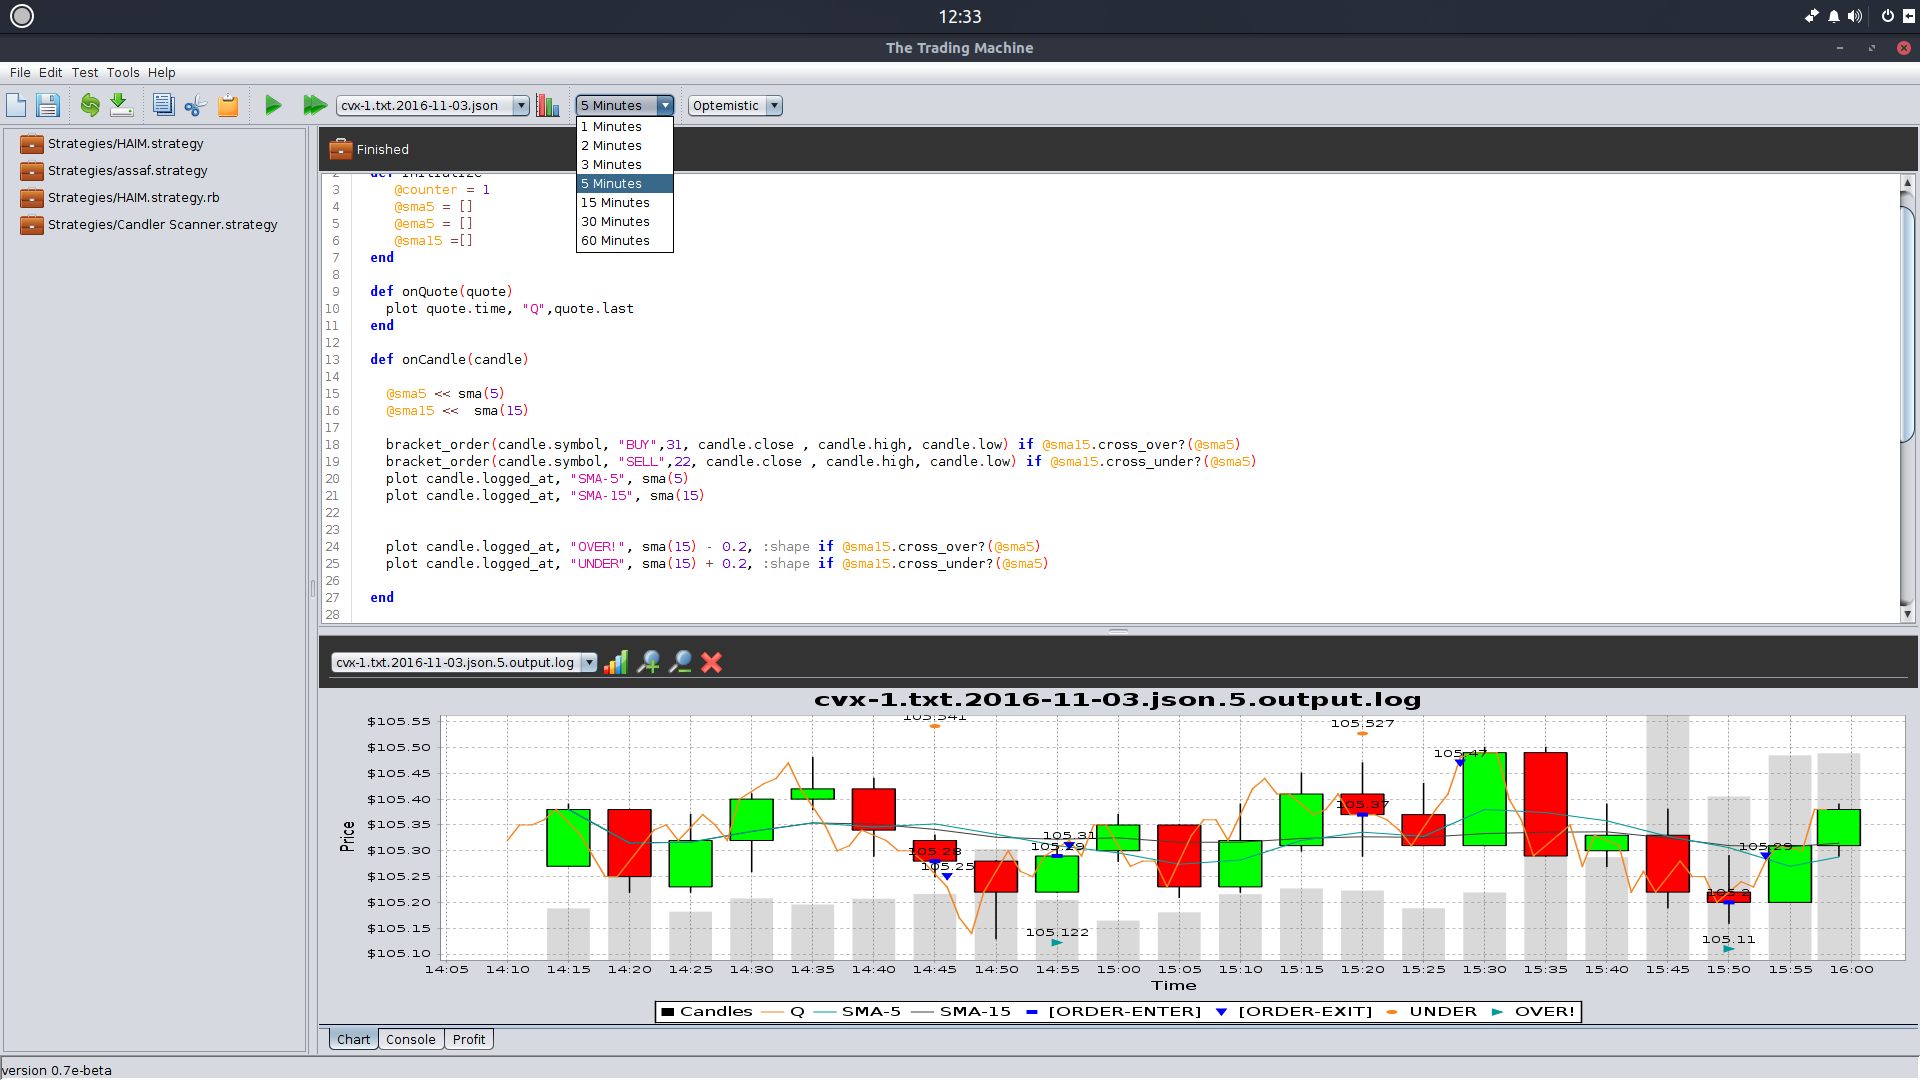 12:33
The Trading Machine
File Edit Test Tools Help
cvx-1.txt.2016-11-03.json 5 Minutes Optemistic
1 Minutes
2 Minutes
3 Minutes
5 Minutes
15 Minutes
30 Minutes
60 Minutes
Strategies/HAIM.strategy
Strategies/assaf.strategy
Strategies/HAIM.strategy.rb
Strategies/Candler Scanner.strategy
Finished
2 def initialize
3 @counter = 1
4 @sma5 = []
5 @ema5 = []
6 @sma15 =[]
7 end
8
9 def onQuote(quote)
10 plot quote.time, "Q",quote.last
11 end
12
13 def onCandle(candle)
14
15 @sma5 << sma(5)
16 @sma15 <<  sma(15)
17
18 bracket_order(candle.symbol, "BUY",31, candle.close , candle.high, candle.low) if @sma15.cross_over?(@sma5)
19 bracket_order(candle.symbol, "SELL",22, candle.close , candle.high, candle.low) if @sma15.cross_under?(@sma5)
20 plot candle.logged_at, "SMA-5", sma(5)
21 plot candle.logged_at, "SMA-15", sma(15)
22
23
24 plot candle.logged_at, "OVER!", sma(15) - 0.2, :shape if @sma15.cross_over?(@sma5)
25 plot candle.logged_at, "UNDER", sma(15) + 0.2, :shape if @sma15.cross_under?(@sma5)
26
27 end
28
cvx-1.txt.2016-11-03.json.5.output.log
cvx-1.txt.2016-11-03.json.5.output.log
Price
$105.55
$105.50
$105.45
$105.40
$105.35
$105.30
$105.25
$105.20
$105.15
$105.10
105.541
105.28
105.25
105.31
105.29
105.122
105.527
105.37
105.47
105.2
105.11
105.29
14:05 14:10 14:15 14:20 14:25 14:30 14:35 14:40 14:45 14:50 14:55 15:00 15:05 15:10 15:15 15:20 15:25 15:30 15:35 15:40 15:45 15:50 15:55 16:00
Time
Candles Q SMA-5 SMA-15 [ORDER-ENTER] [ORDER-EXIT] UNDER OVER!
Chart Console Profit
version 0.7e-beta